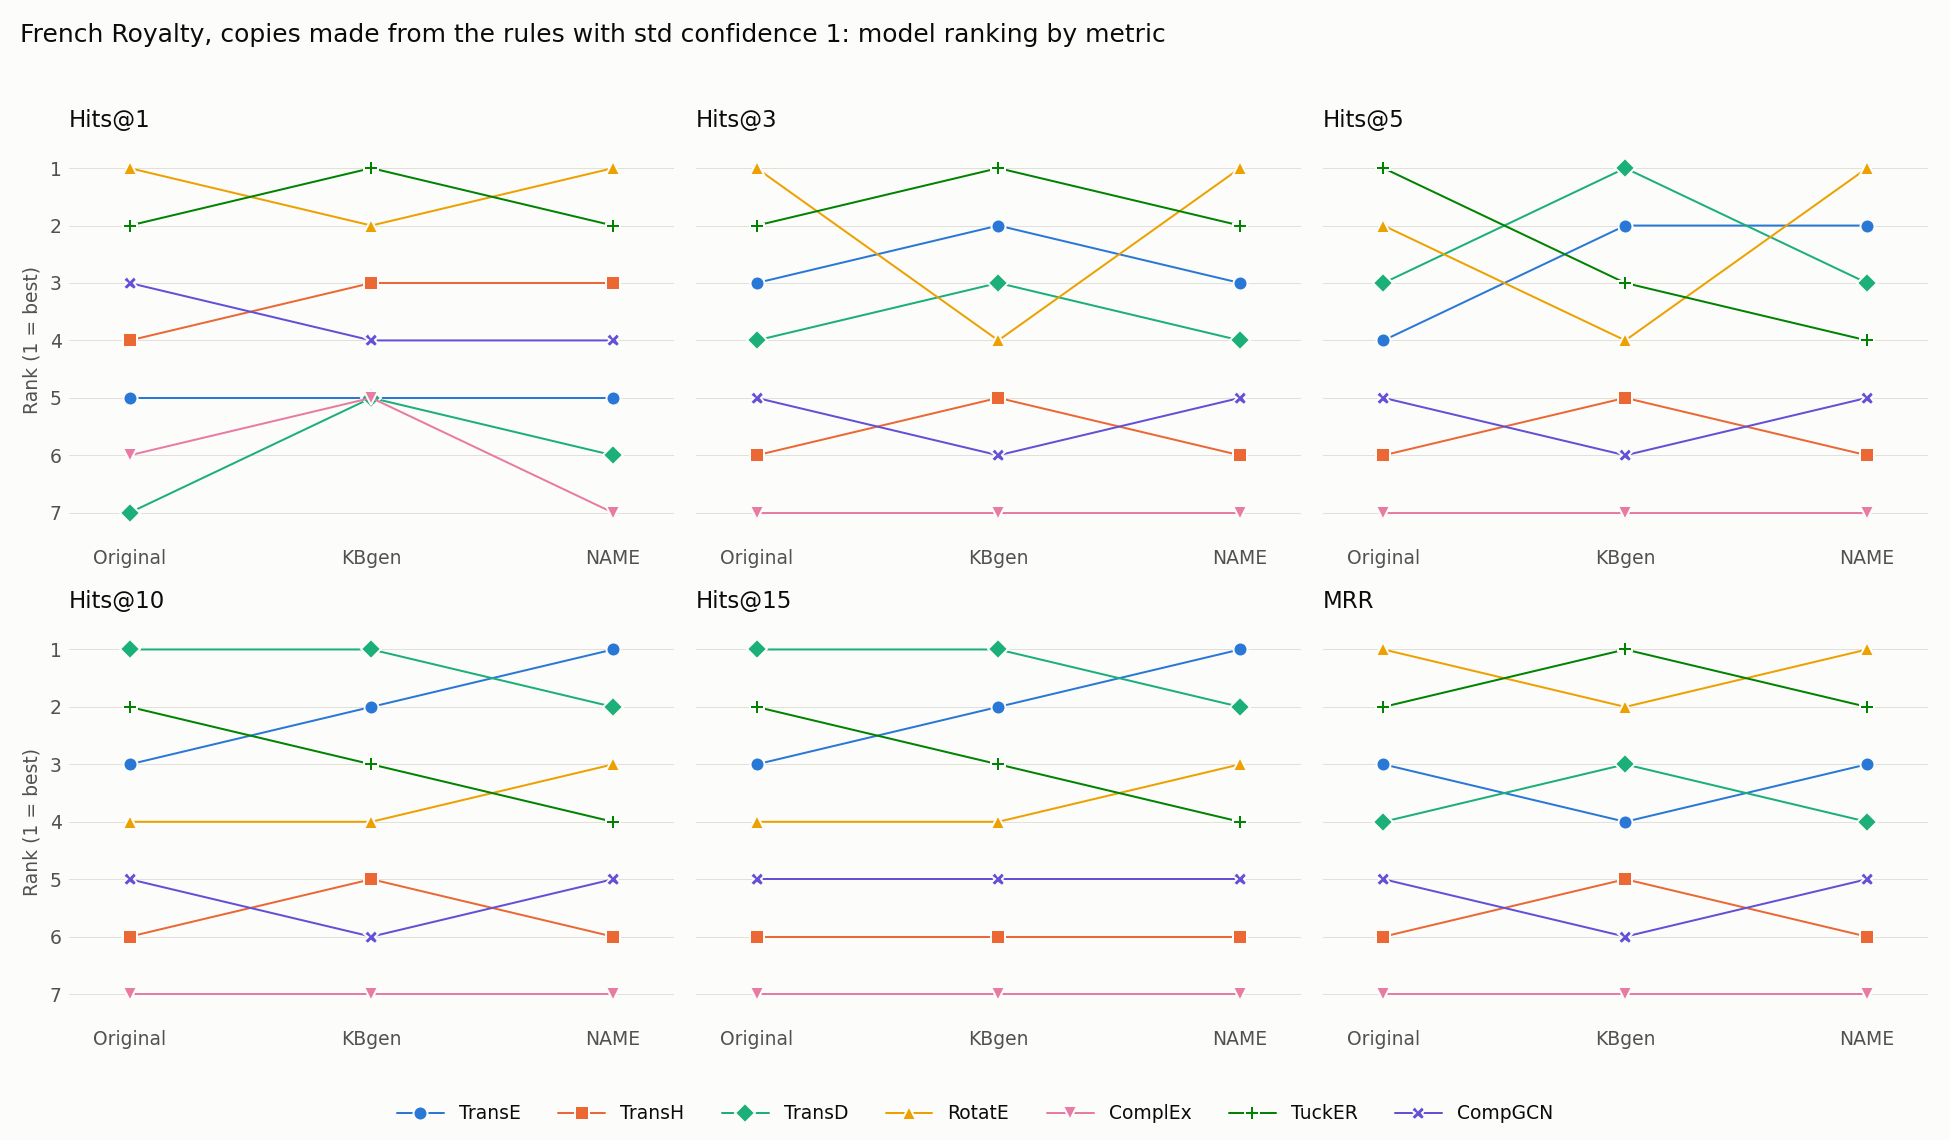 French Royalty, copies made from the rules with std confidence 1: model ranking by metric
Hits@1
Hits@3
Hits@5
Rank (1 = best)
1
2
3
4
5
6
7
Original KBgen NAME
Original KBgen NAME
Original KBgen NAME
Hits@10
Hits@15
MRR
Rank (1 = best)
1
2
3
4
5
6
7
Original KBgen NAME
Original KBgen NAME
Original KBgen NAME
TransE TransH TransD RotatE ComplEx TuckER CompGCN